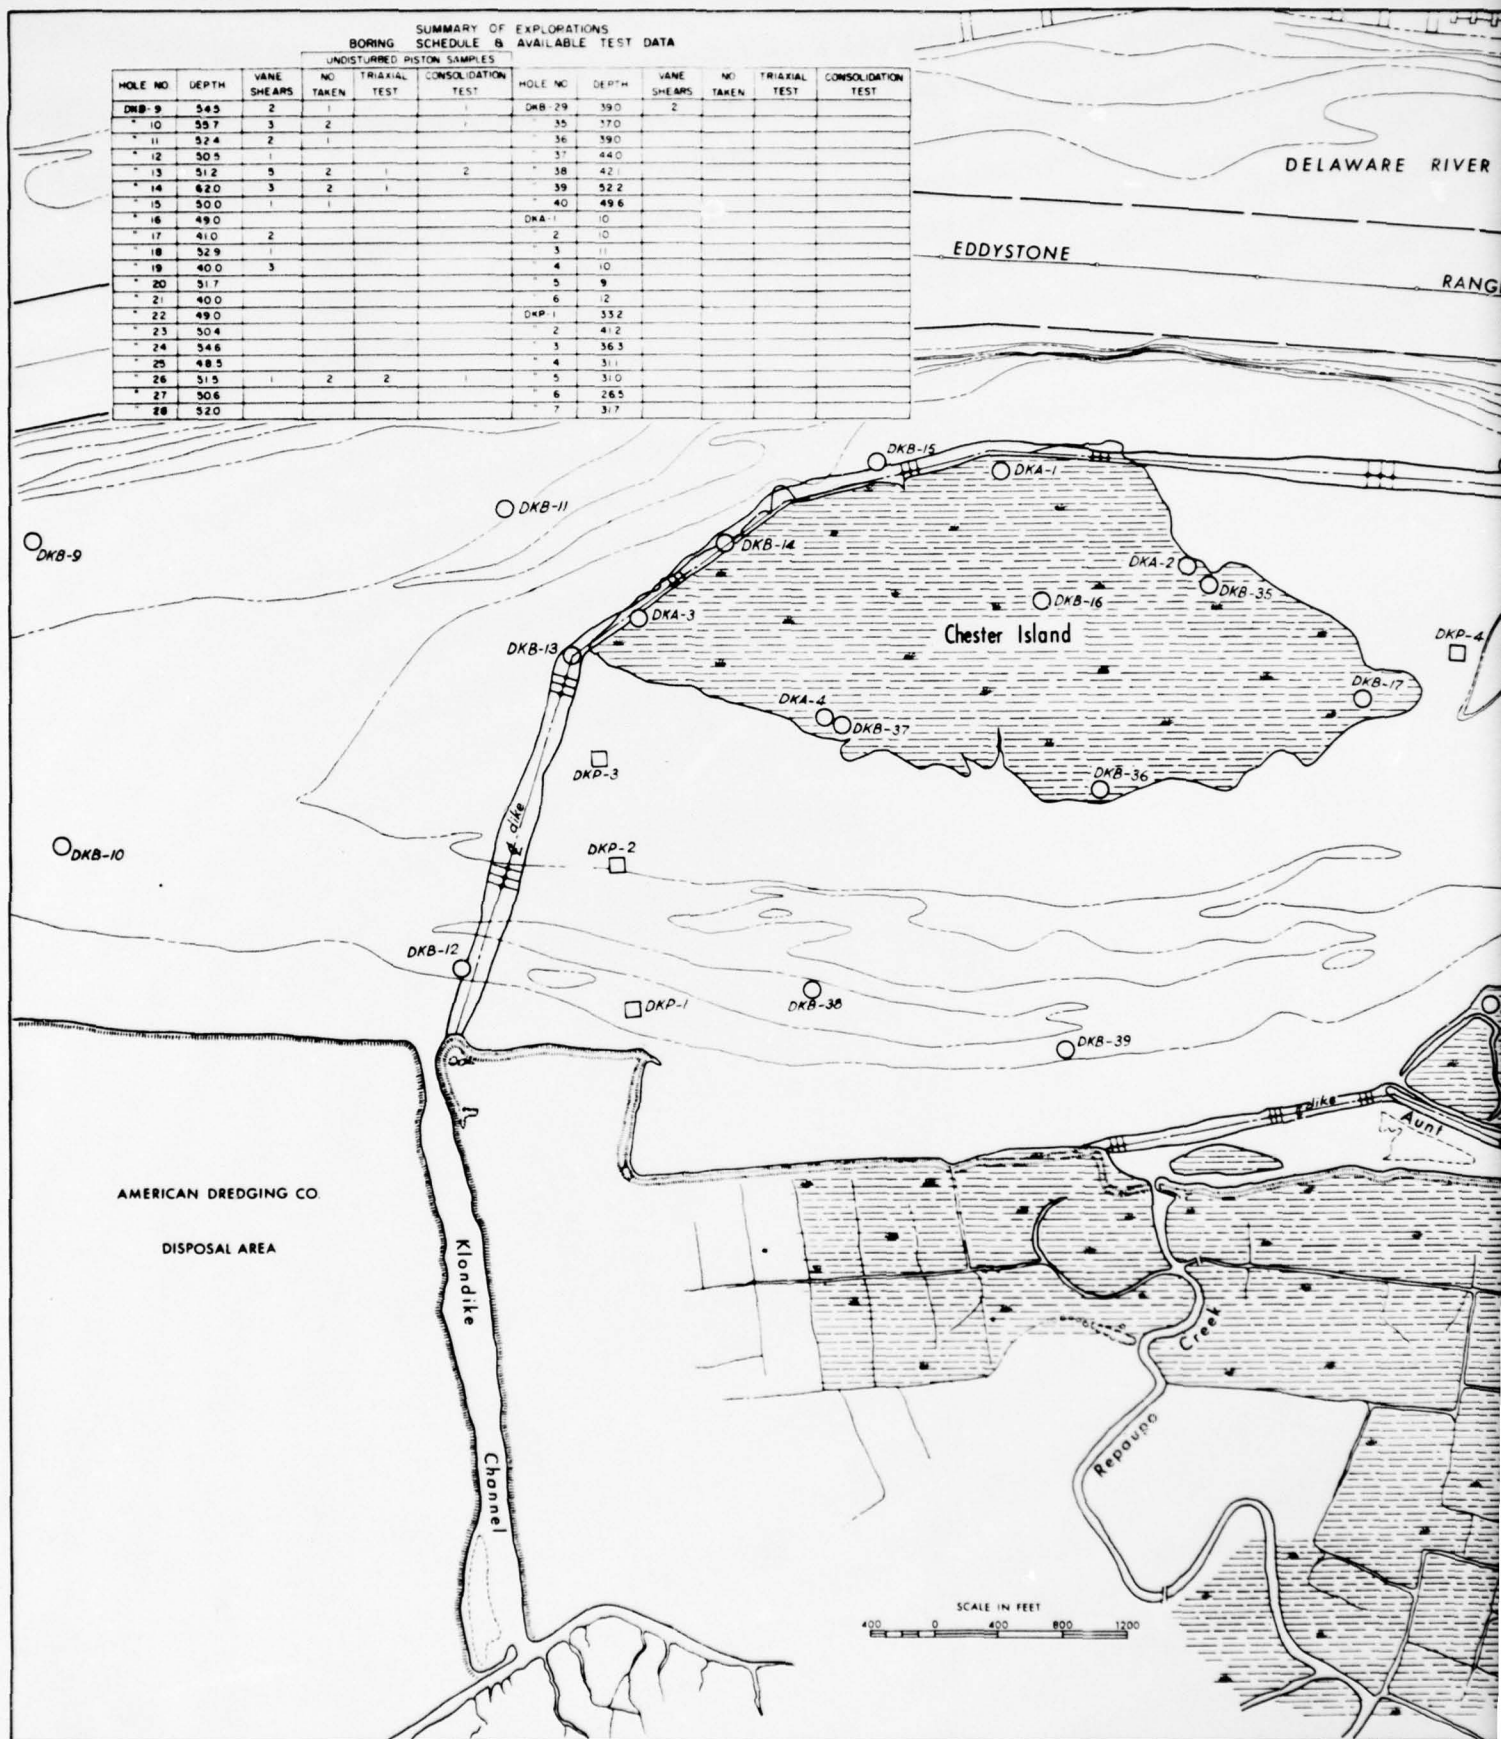 SUMMARY OF EXPLORATIONS
BORING SCHEDULE & AVAILABLE TEST DATA
UNDISTURBED PISTON SAMPLES
HOLE NO. DEPTH VANE SHEARS NO TAKEN TRIAXIAL TEST CONSOLIDATION TEST HOLE NO DEPTH VANE SHEARS NO TAKEN TRIAXIAL TEST CONSOLIDATION TEST
DKB-9 54.5 2 1 1 DKB-29 39.0 2
" 10 55.7 3 2 1 " 35 37.0
" 11 52.4 2 1 " 36 39.0
" 12 50.5 1 " 37 44.0
" 13 51.2 5 2 1 2 " 38 42.1
" 14 62.0 3 2 1 " 39 52.2
" 15 50.0 1 1 " 40 49.6
" 16 49.0 DKA-1 10
" 17 41.0 2 " 2 10
" 18 52.9 1 " 3 11
" 19 40.0 3 " 4 10
" 20 51.7 " 5 9
" 21 40.0 " 6 12
" 22 49.0 DKP-1 33.2
" 23 50.4 " 2 41.2
" 24 54.6 " 3 36.3
" 25 48.5 " 4 31.1
" 26 51.5 1 2 2 1 " 5 31.0
" 27 50.6 " 6 26.5
" 28 52.0 " 7 31.7
DELAWARE RIVER
EDDYSTONE
DKB-15
DKA-1
DKB-11
DKB-9
DKB-14
DKA-2
DKB-35
DKB-16
DKA-3
Chester Island
DKP-4
DKB-13
DKB-17
DKA-4
DKB-37
DKP-3
DKB-36
dike
DKB-10
DKP-2
DKB-12
DKP-1
DKB-38
DKB-39
dike
Aunt
AMERICAN DREDGING CO.
DISPOSAL AREA
Klondike
Channel
Creek
Repaupo
SCALE IN FEET
400 0 400 800 1200